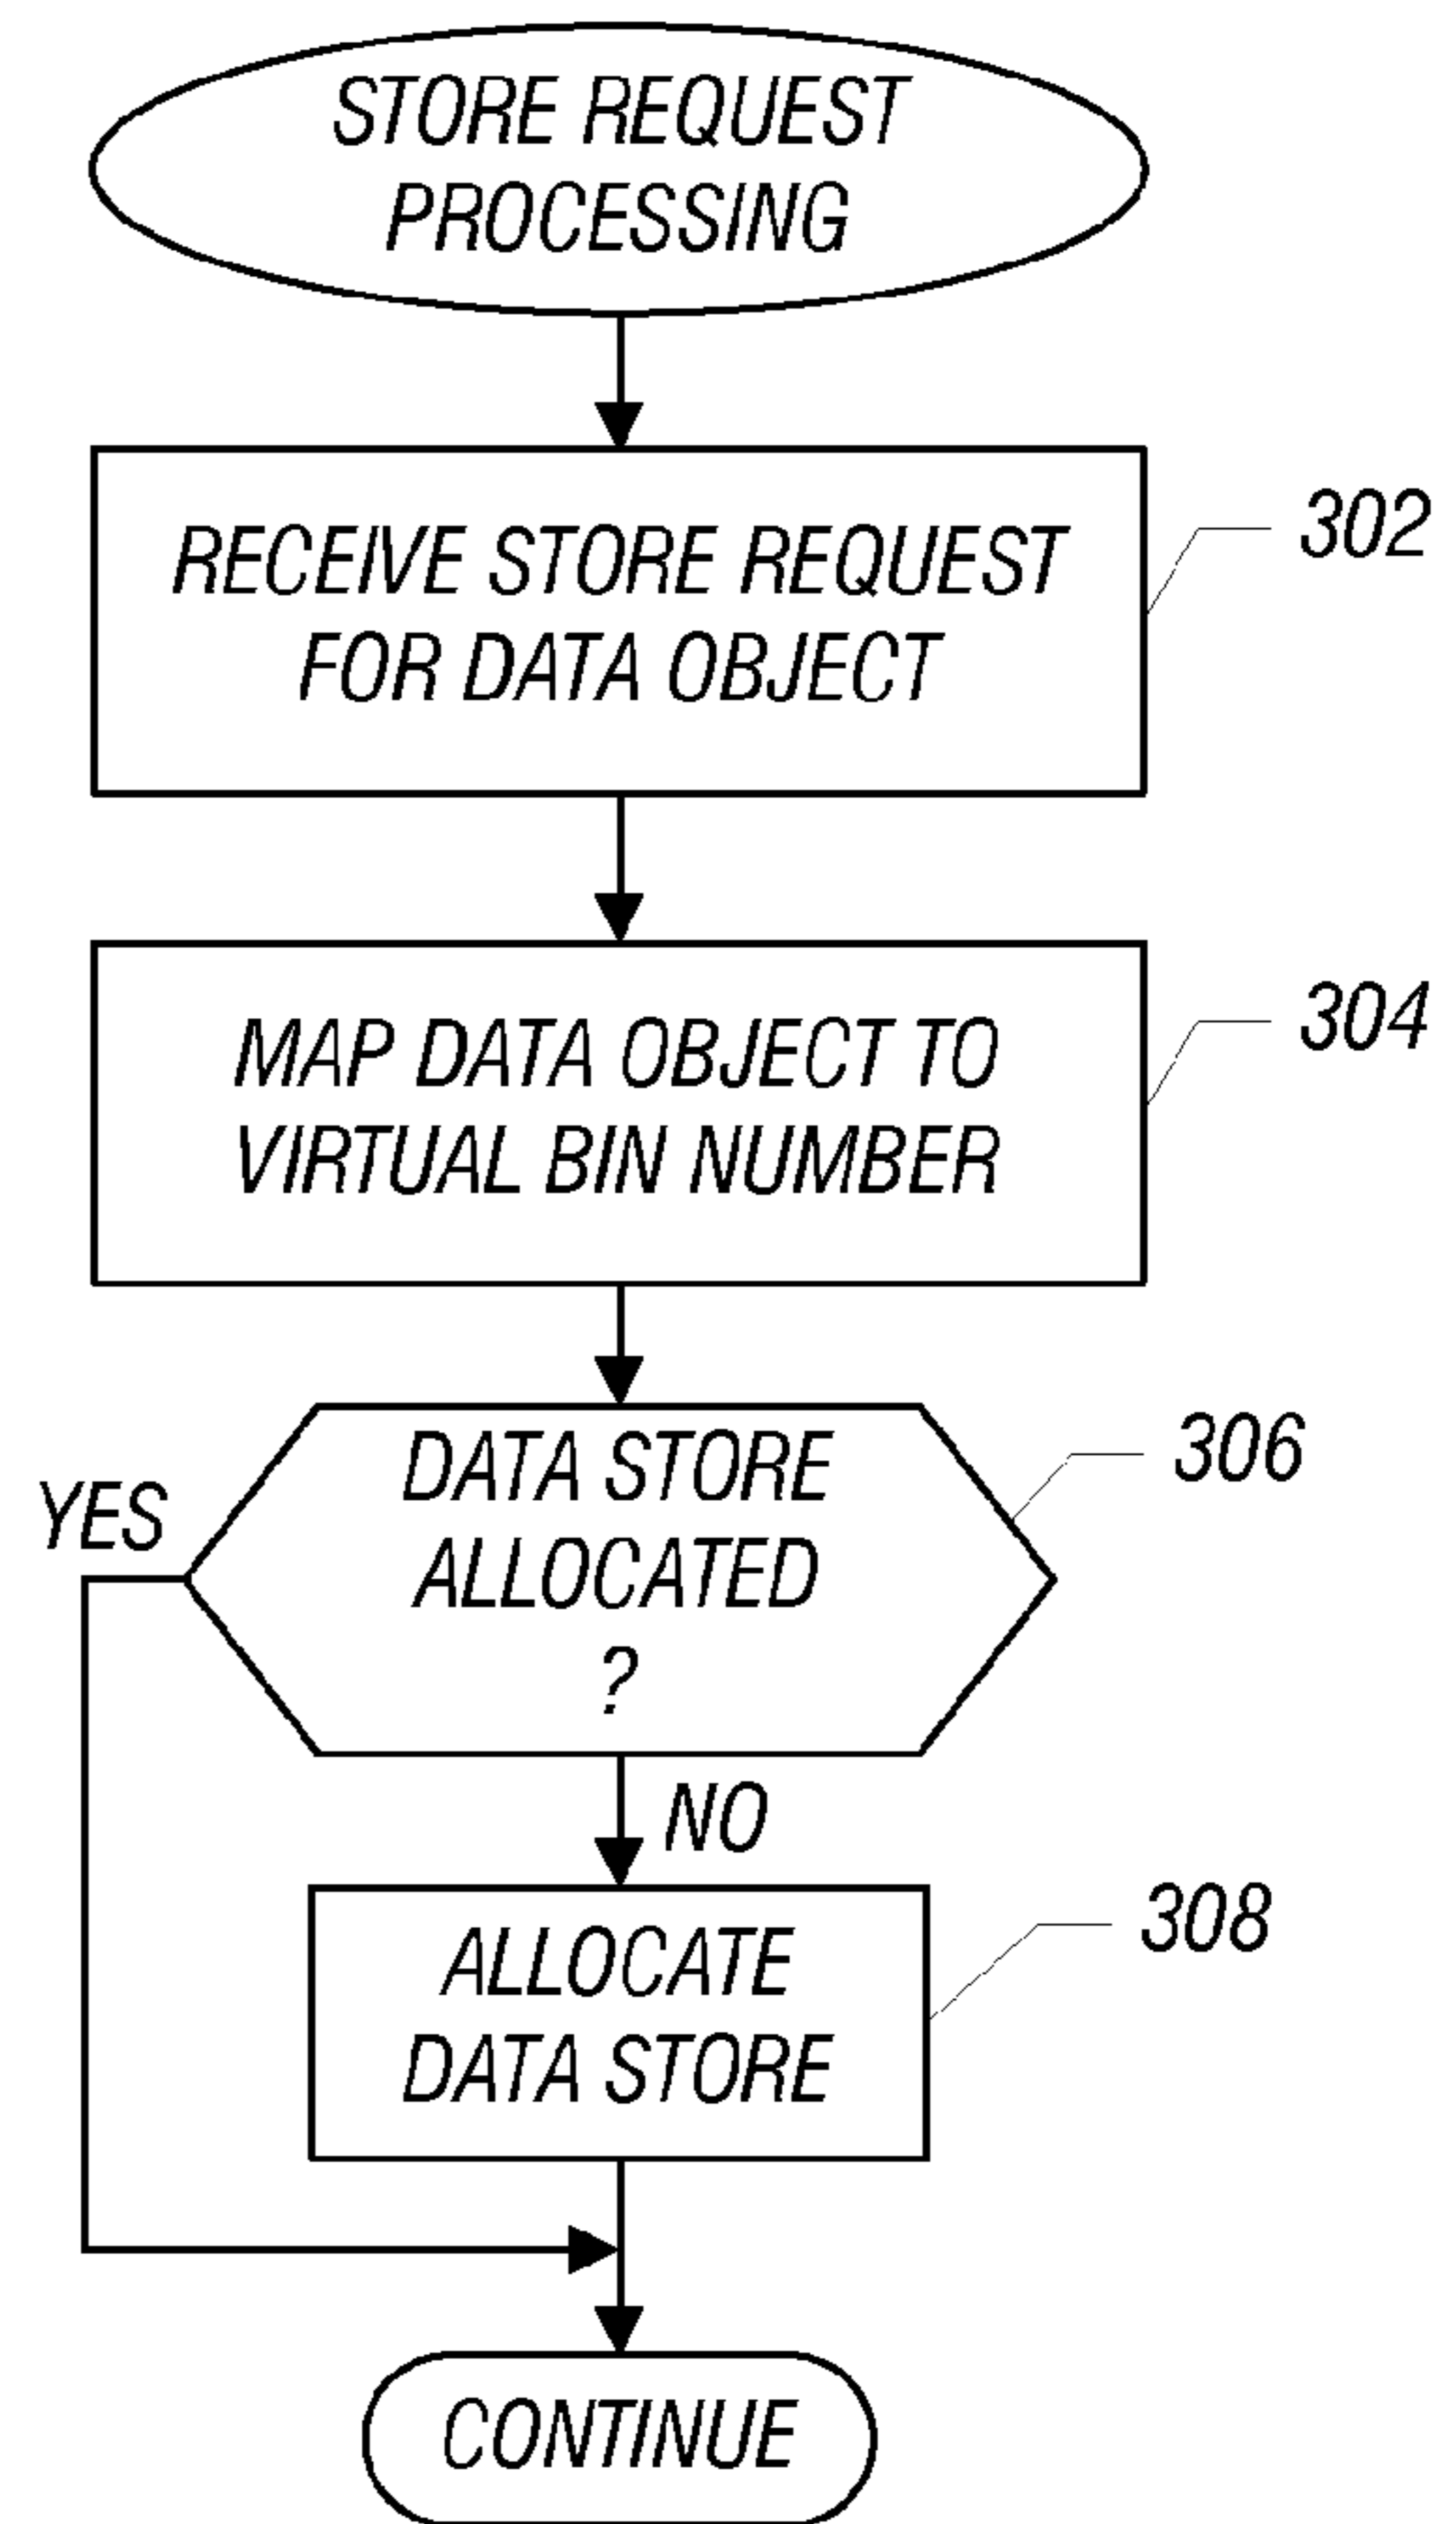 STORE REQUEST
PROCESSING
RECEIVE STORE REQUEST
FOR DATA OBJECT
302
MAP DATA OBJECT TO
VIRTUAL BIN NUMBER
304
DATA STORE
ALLOCATED
?
306
YES
NO
ALLOCATE
DATA STORE
308
CONTINUE